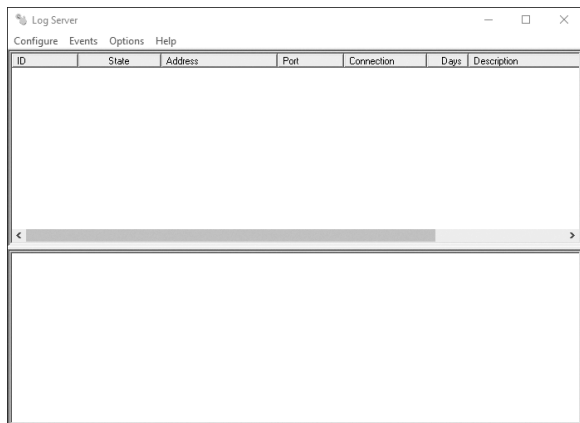 Log Server
Configure Events Options Help
ID State Address Port Connection Days Description